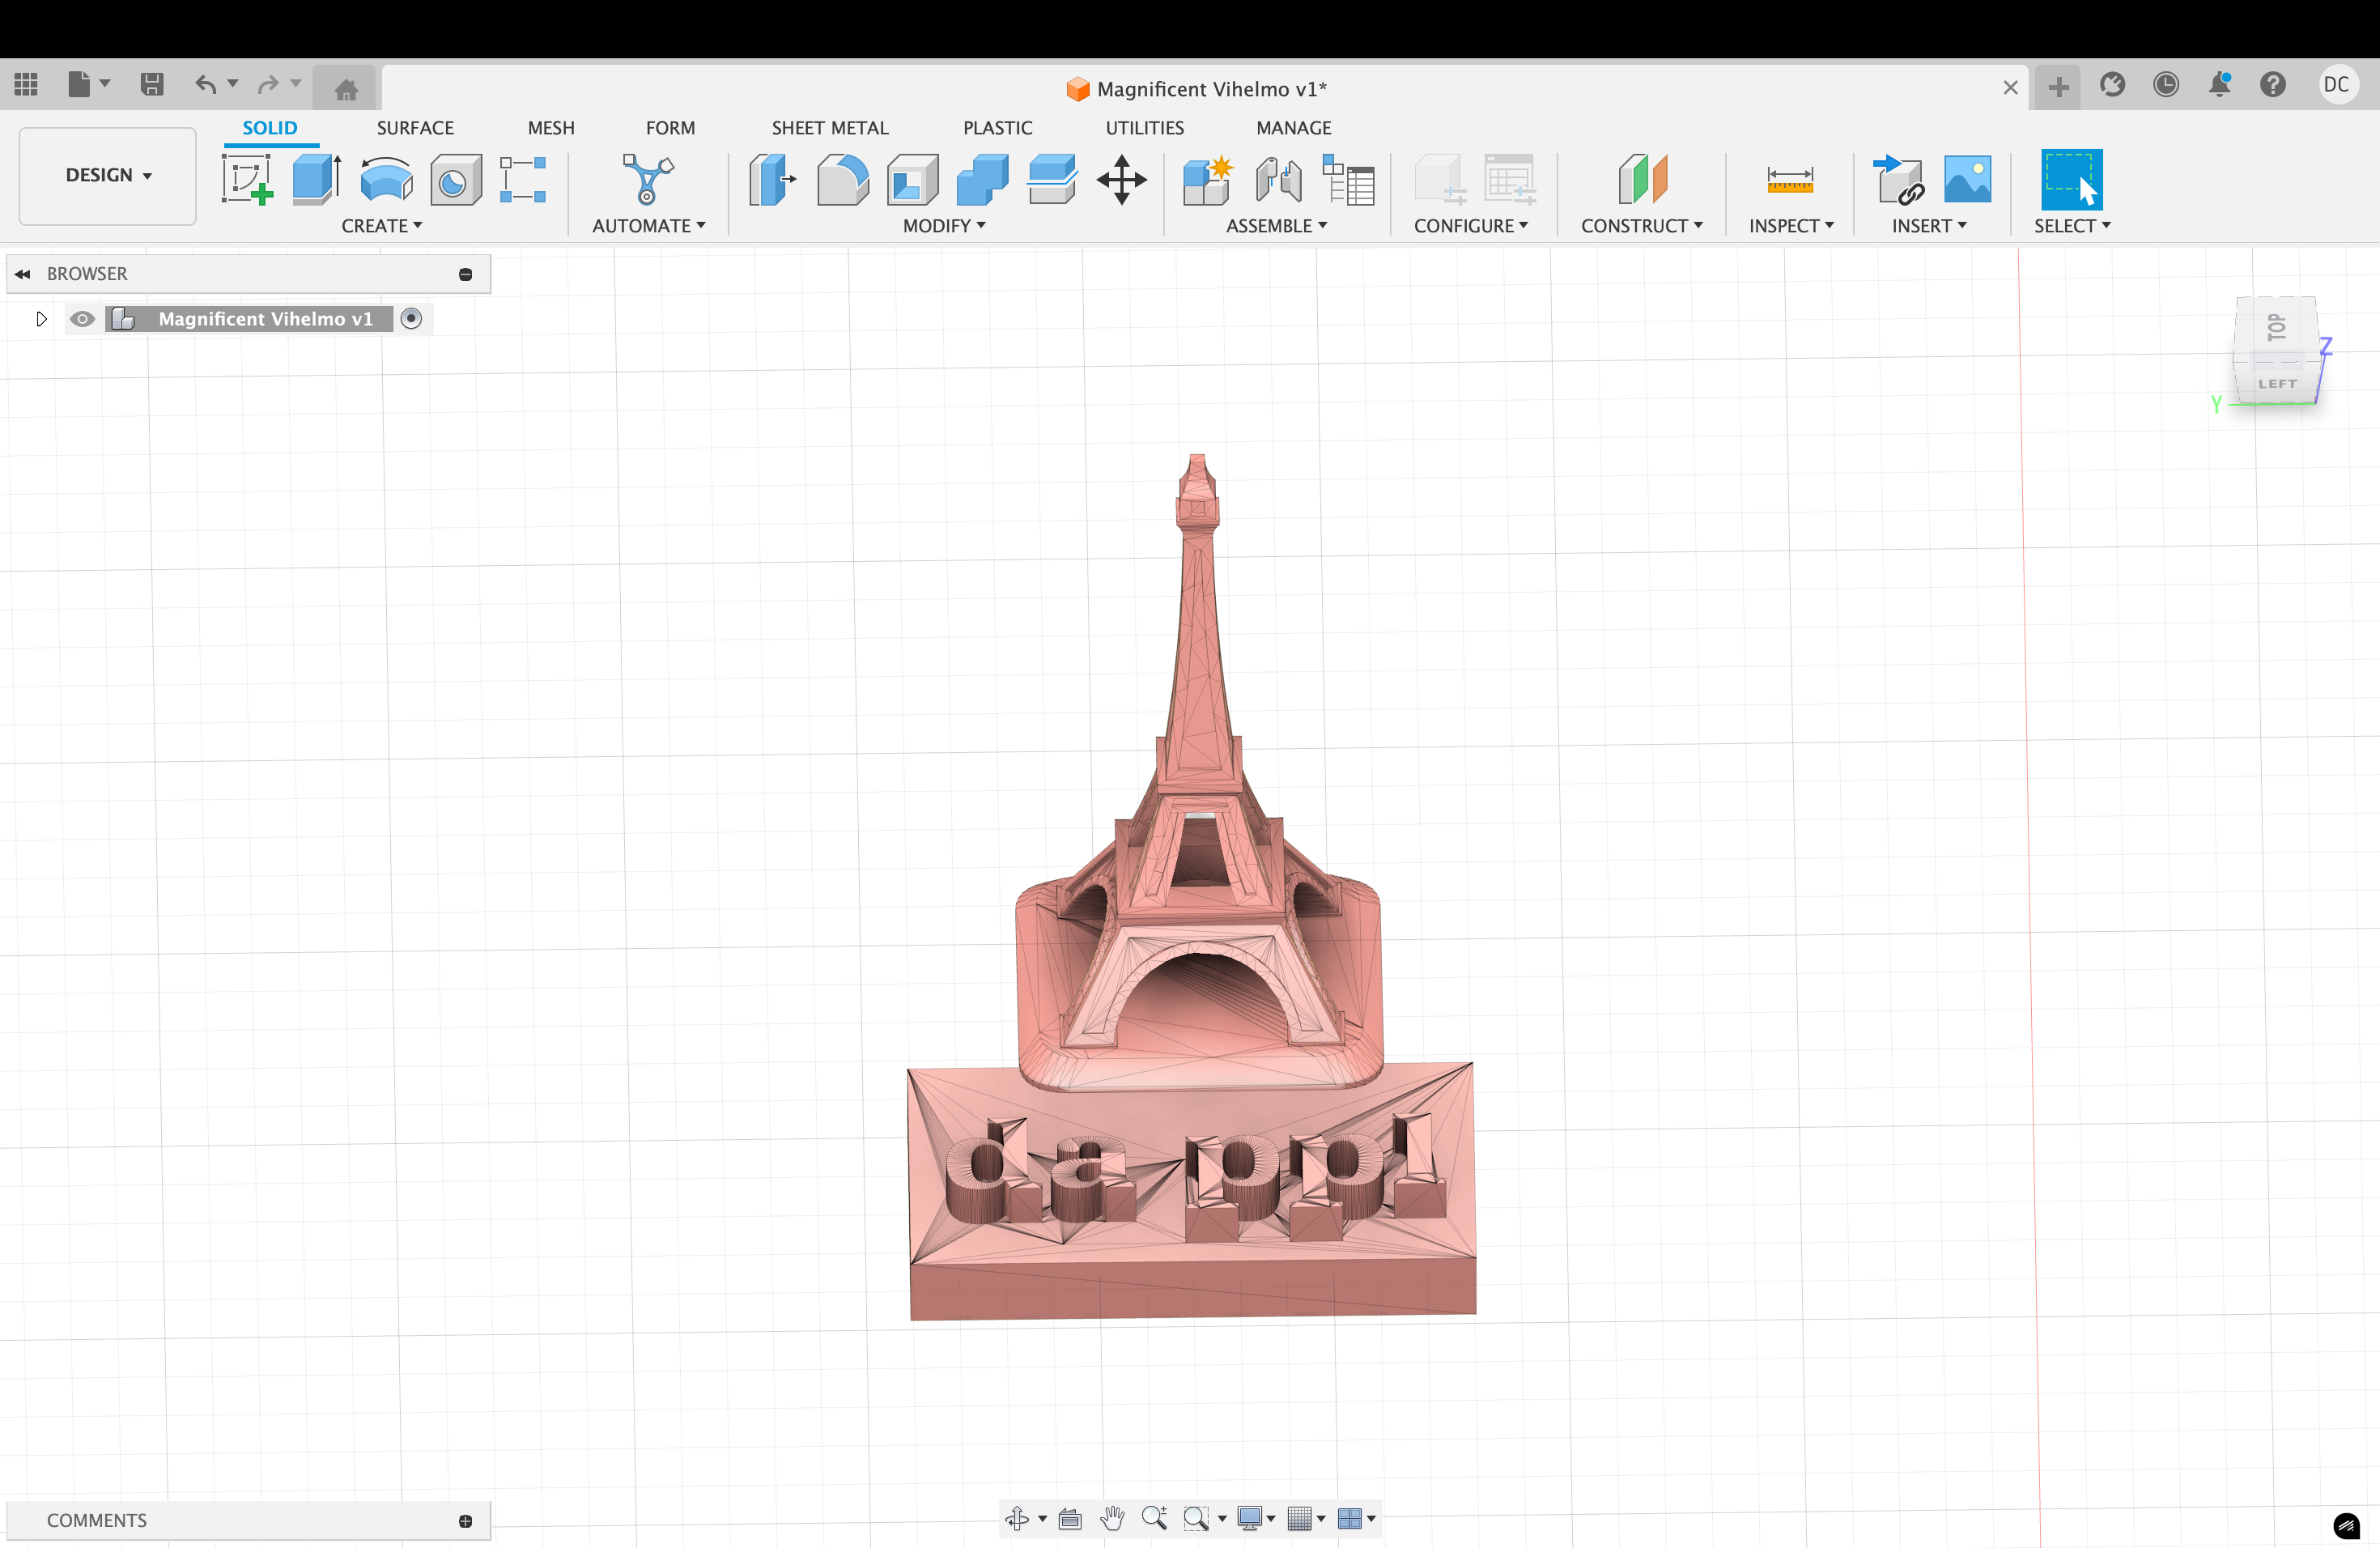 Magnificent Vihelmo v1*
DC
DESIGN
SOLID
SURFACE
MESH
FORM
SHEET METAL
PLASTIC
UTILITIES
MANAGE
CREATE
AUTOMATE
MODIFY
ASSEMBLE
CONFIGURE
CONSTRUCT
INSPECT
INSERT
SELECT
BROWSER
Magnificent Vihelmo v1
TOP
Z
LEFT
Y
da ppl
COMMENTS